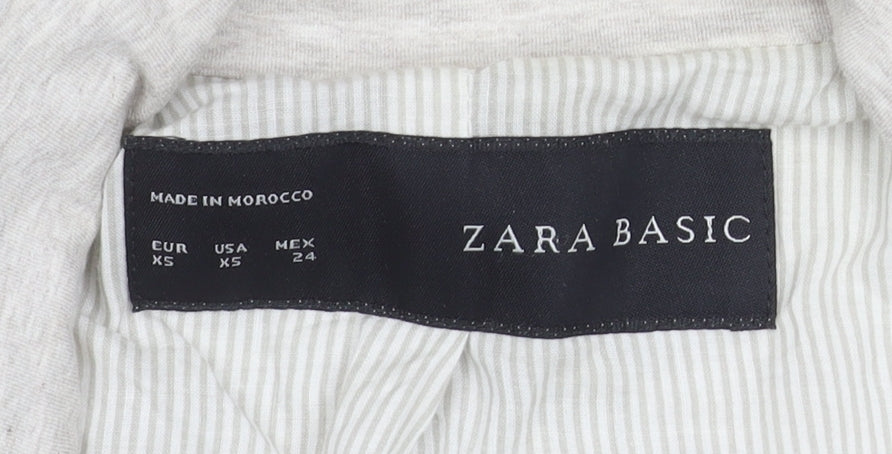 MADE IN MOROCCO
EUR USA MEX
XS XS 24
ZARA BASIC